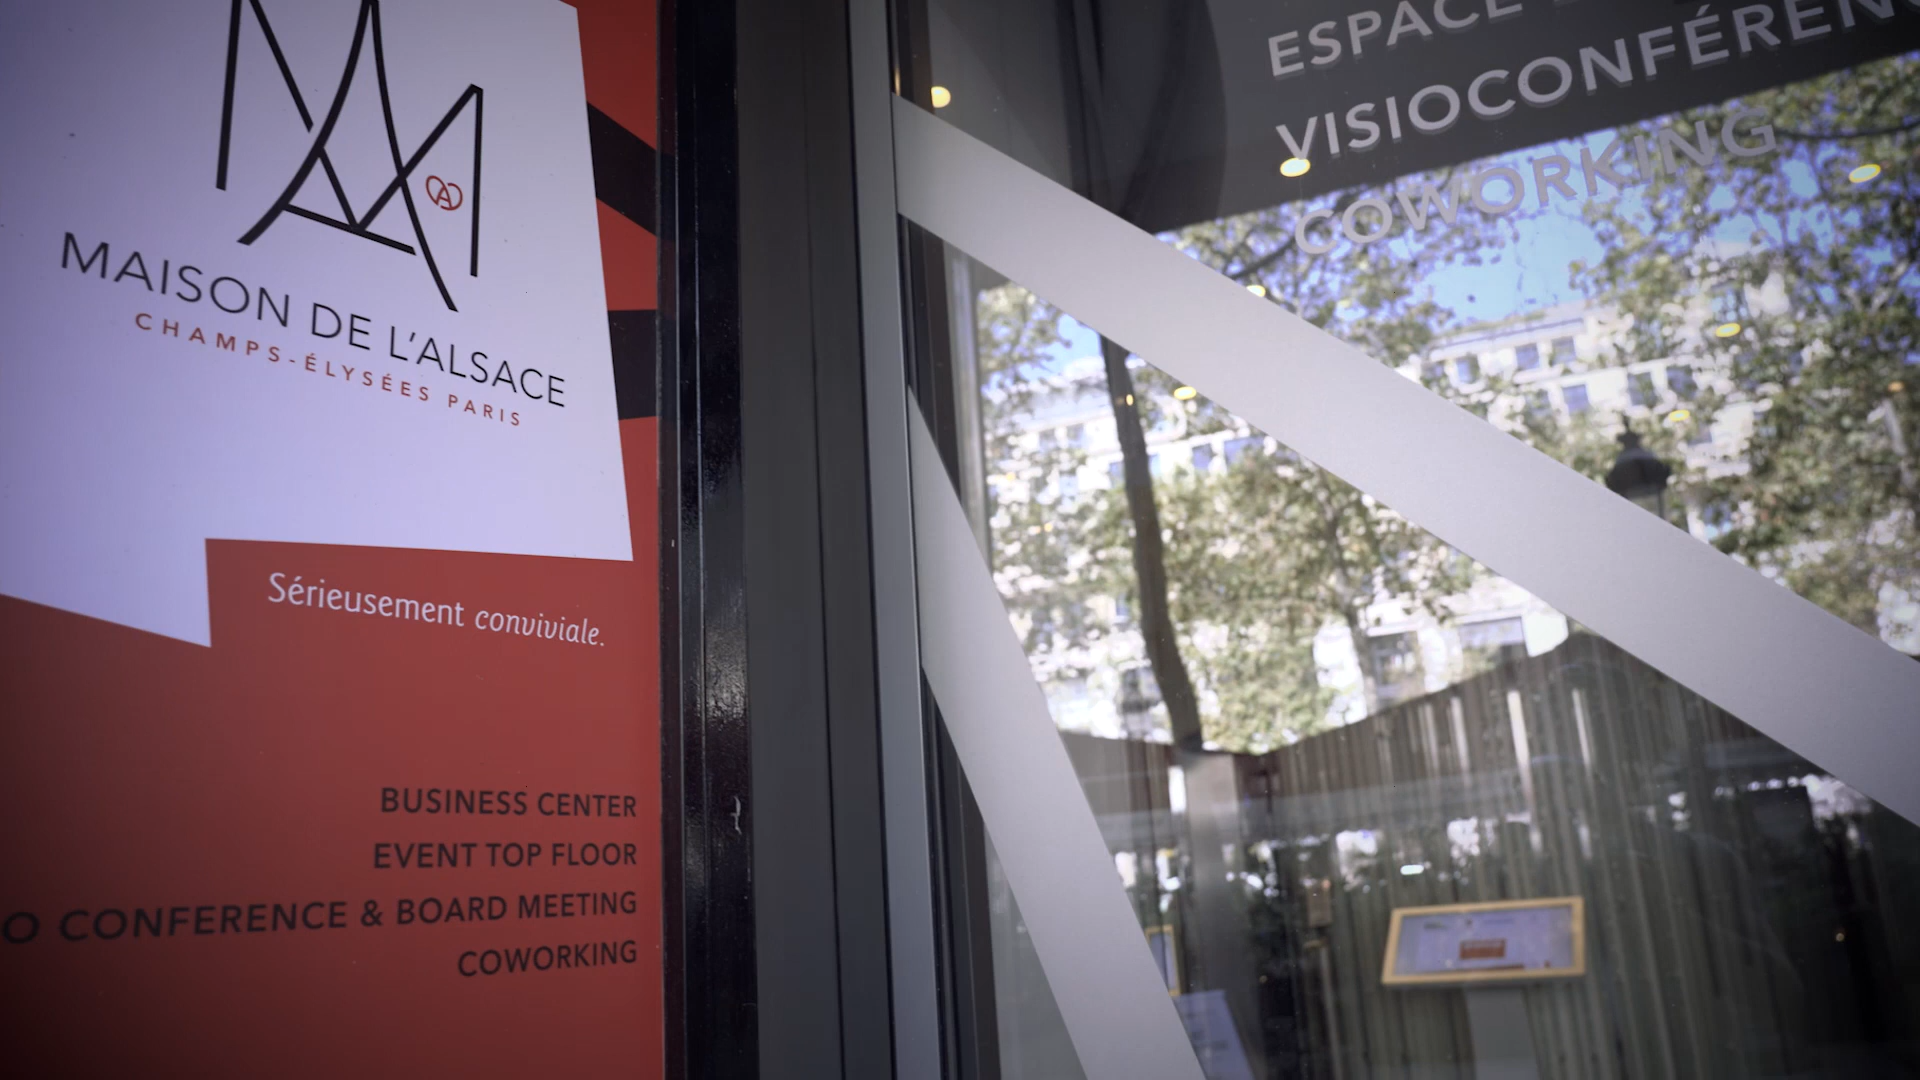 A
MAISON DE L'ALSACE
CHAMPS-ÉLYSÉES PARIS
Sérieusement conviviale.
BUSINESS CENTER
EVENT TOP FLOOR
O CONFERENCE & BOARD MEETING
COWORKING
ESPACE
VISIOCONFÉREN
COWORKING